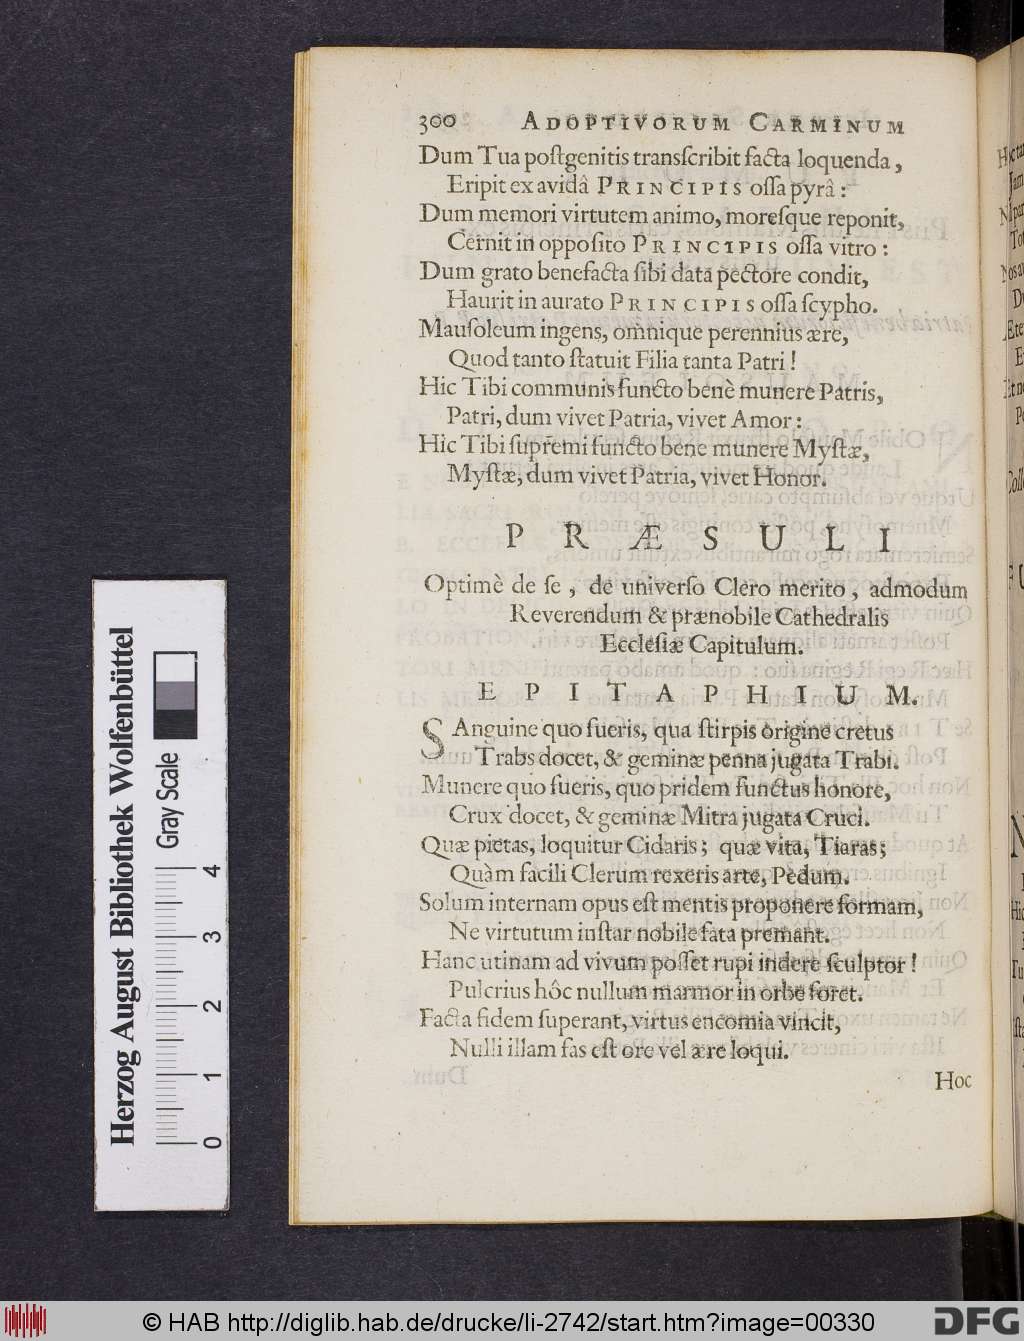 300 ADOPTIVORUM CARMINUM
Dum Tua poſtgenitis tranſcribit facta loquenda,
Eripit ex avidâ PRINCIPIS oſſa pyrâ:
Dum memori virtutem animo, moreſque reponit,
Cernit in oppoſito PRINCIPIS oſſa vitro:
Dum grato benefacta ſibi data pectore condit,
Haurit in aurato PRINCIPIS oſſa ſcypho.
Mauſoleum ingens, omnique perennius ære,
Quod tanto ſtatuit Filia tanta Patri!
Hic Tibi communis functo benè munere Patris,
Patri, dum vivet Patria, vivet Amor:
Hic Tibi ſupremi functo bene munere Myſtæ,
Myſtæ, dum vivet Patria, vivet Honor.
PRÆSULI
Optimè de ſe, de univerſo Clero merito, admodum
Reverendum & prænobile Cathedralis
Eccleſiæ Capitulum.
EPITAPHIUM.
SAnguine quo fueris, qua ſtirpis origine cretus
Trabs docet, & geminæ penna jugata Trabi.
Munere quo fueris, quo pridem functus honore,
Crux docet, & geminæ Mitra jugata Cruci.
Quæ pietas, loquitur Cidaris; quæ vita, Tiaras;
Quàm facili Clerum rexeris arte, Pedum.
Solum internam opus eſt mentis proponere formam,
Ne virtutum inſtar nobile fata premant.
Hanc utinam ad vivum poſſet rupi indere ſculptor!
Pulcrius hôc nullum marmor in orbe foret.
Facta fidem ſuperant, virtus encomia vincit,
Nulli illam fas eſt ore vel ære loqui.
Hoc
Herzog August Bibliothek Wolfenbüttel
Gray Scale
0 1 2 3 4
© HAB http://diglib.hab.de/drucke/li-2742/start.htm?image=00330
DFG